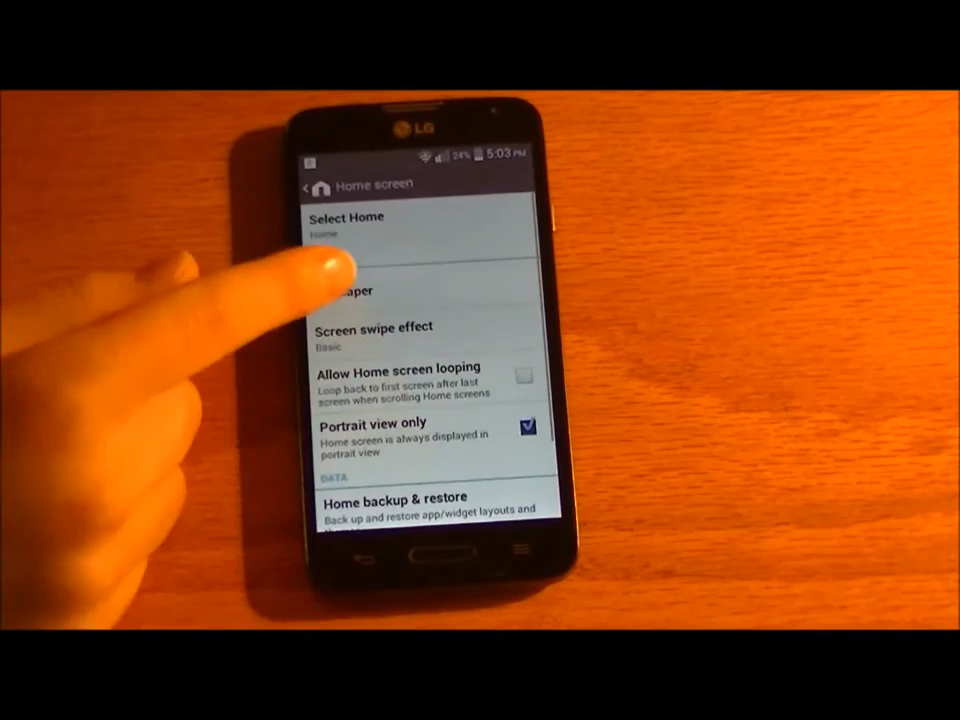 LG
24% 5:03 PM
Home screen
Select Home
Home
Screen swipe effect
Basic
Allow Home screen looping
Loop back to first screen after last
screen when scrolling Home screens
Portrait view only
Home screen is always displayed in
portrait view
DATA
Home backup & restore
Back up and restore app/widget layouts and